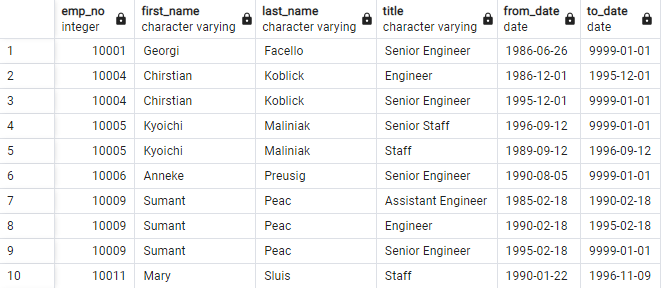 emp_no first_name last_name title from_date to_date
integer character varying character varying character varying date date
1 10001 Georgi Facello Senior Engineer 1986-06-26 9999-01-01
2 10004 Chirstian Koblick Engineer 1986-12-01 1995-12-01
3 10004 Chirstian Koblick Senior Engineer 1995-12-01 9999-01-01
4 10005 Kyoichi Maliniak Senior Staff 1996-09-12 9999-01-01
5 10005 Kyoichi Maliniak Staff 1989-09-12 1996-09-12
6 10006 Anneke Preusig Senior Engineer 1990-08-05 9999-01-01
7 10009 Sumant Peac Assistant Engineer 1985-02-18 1990-02-18
8 10009 Sumant Peac Engineer 1990-02-18 1995-02-18
9 10009 Sumant Peac Senior Engineer 1995-02-18 9999-01-01
10 10011 Mary Sluis Staff 1990-01-22 1996-11-09